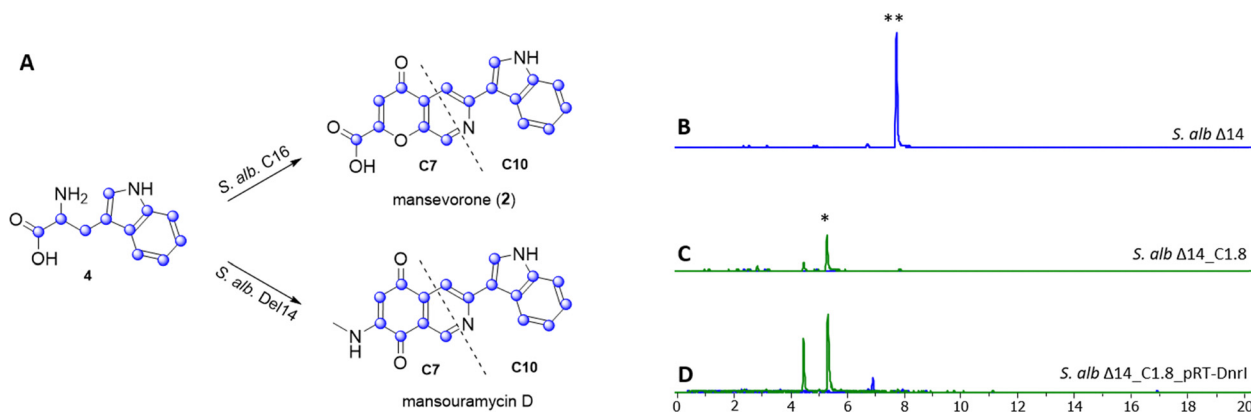 A
NH₂
NH
O
OH
4
S. alb. C16
S. alb. Del14
O
NH
O
OH
O
N
C7
C10
mansevorone (2)
O
NH
N
N
H
O
C7
C10
mansouramycin D
**
B
S. alb Δ14
*
C
S. alb Δ14_C1.8
D
S. alb Δ14_C1.8_pRT-DnrI
0 2 4 6 8 10 12 14 16 18 20